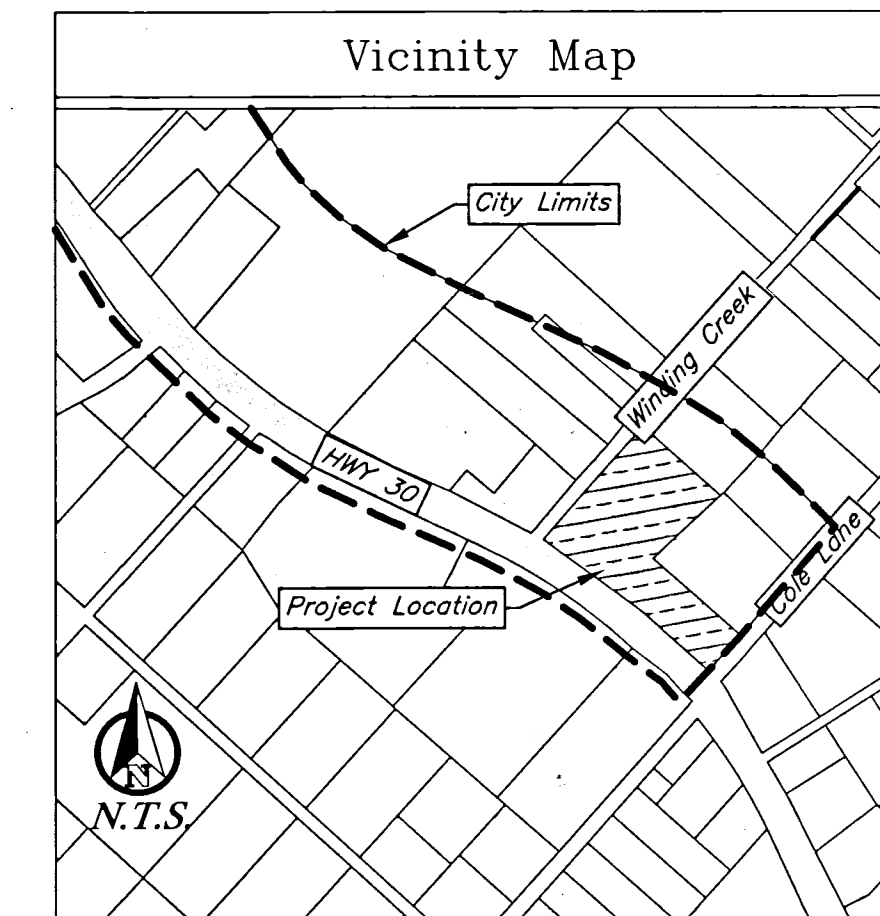 Vicinity Map
City Limits
Winding Creek
HWY 30
Cole Lane
Project Location
N
N.T.S.